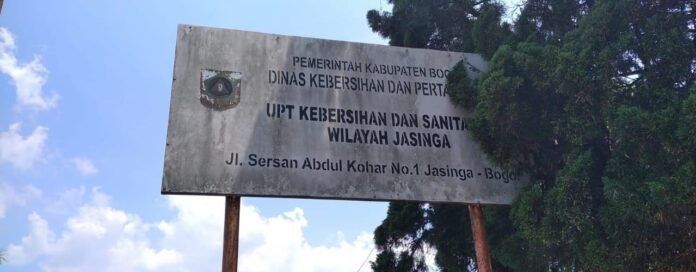 PEMERINTAH KABUPATEN BOG
DINAS KEBERSIHAN DAN PERTA
UPT KEBERSIHAN DAN SANITA
WILAYAH JASINGA
Jl. Sersan Abdul Kohar No.1 Jasinga - Bogor